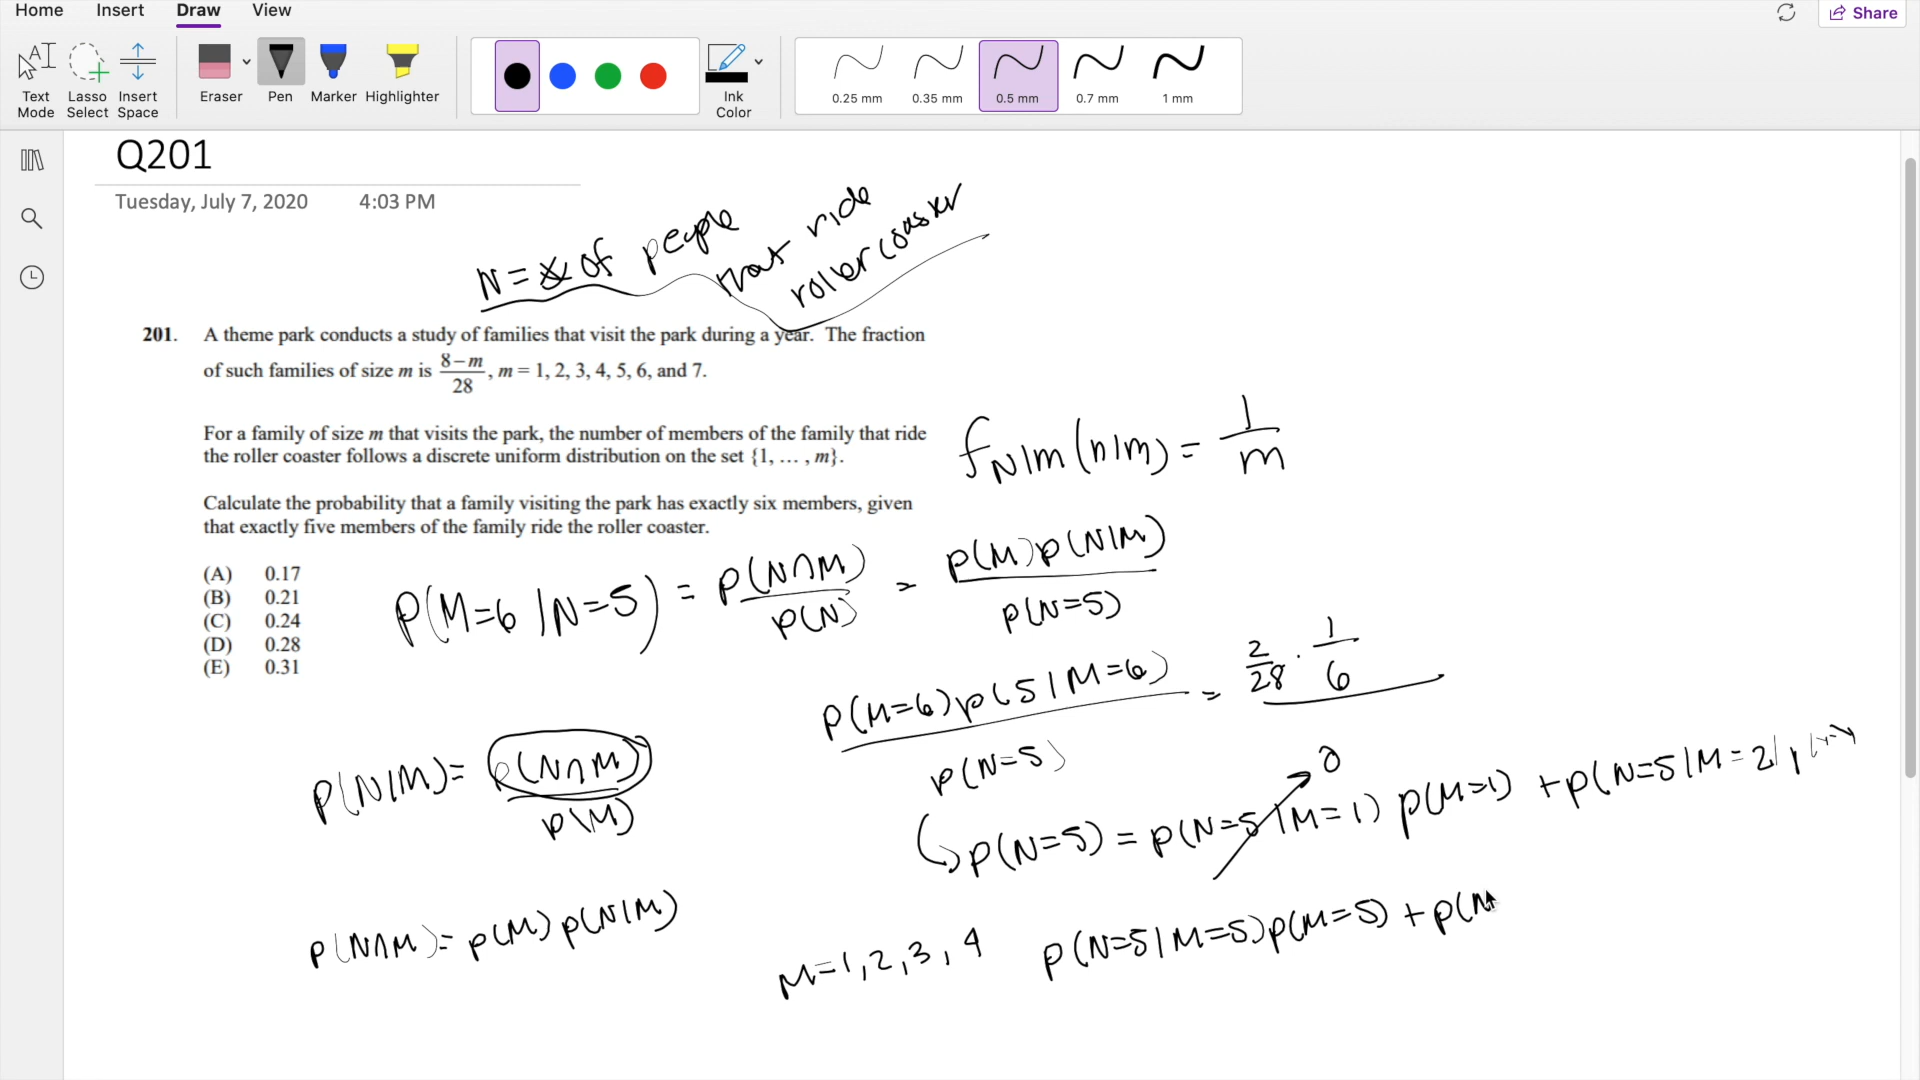 Home Insert Draw View
Share
AI
Text Mode
Lasso Select
Insert Space
Eraser
Pen
Marker
Highlighter
Ink Color
0.25 mm
0.35 mm
0.5 mm
0.7 mm
1 mm
Q201
Tuesday, July 7, 2020 4:03 PM
N = of people
that ride
roller coaster
201. A theme park conducts a study of families that visit the park during a year. The fraction
of such families of size m is (8−m)/28, m = 1, 2, 3, 4, 5, 6, and 7.
For a family of size m that visits the park, the number of members of the family that ride
the roller coaster follows a discrete uniform distribution on the set {1, … , m}.
f_N|m (n|m) = 1/m
Calculate the probability that a family visiting the park has exactly six members, given
that exactly five members of the family ride the roller coaster.
(A) 0.17
(B) 0.21
(C) 0.24
(D) 0.28
(E) 0.31
P(M=6 | N=5) = P(N∩M)/P(N) = P(M)P(N|M)/P(N=5)
P(M=6)P(5|M=6)/P(N=5) = 2/28 · 1/6
P(N|M) = P(N∩M)/P(M)
0
P(N=5) = P(N=5|M=1) P(M=1) + P(N=5|M=2)
P(N∩M) = P(M) P(N|M)
M=1,2,3,4 P(N=5|M=5)P(M=5) + P(N